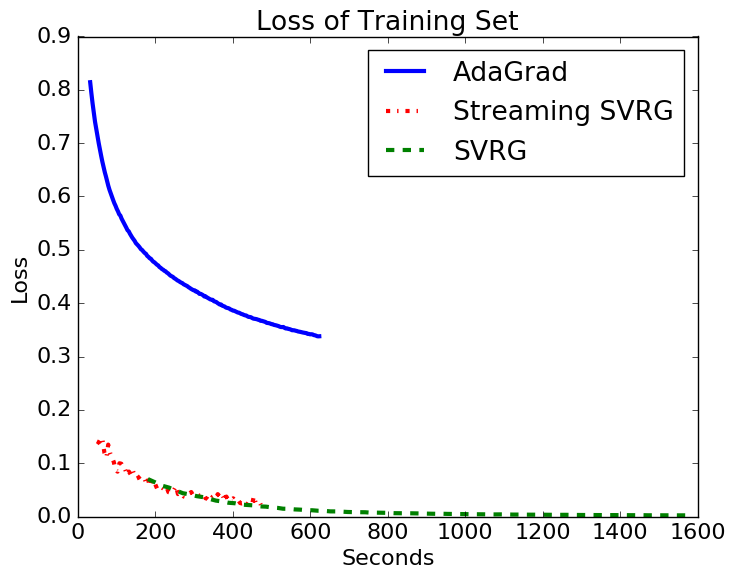 Loss of Training Set
0.9
0.8
0.7
0.6
0.5
0.4
0.3
0.2
0.1
0.0
Loss
AdaGrad
Streaming SVRG
SVRG
0 200 400 600 800 1000 1200 1400 1600
Seconds